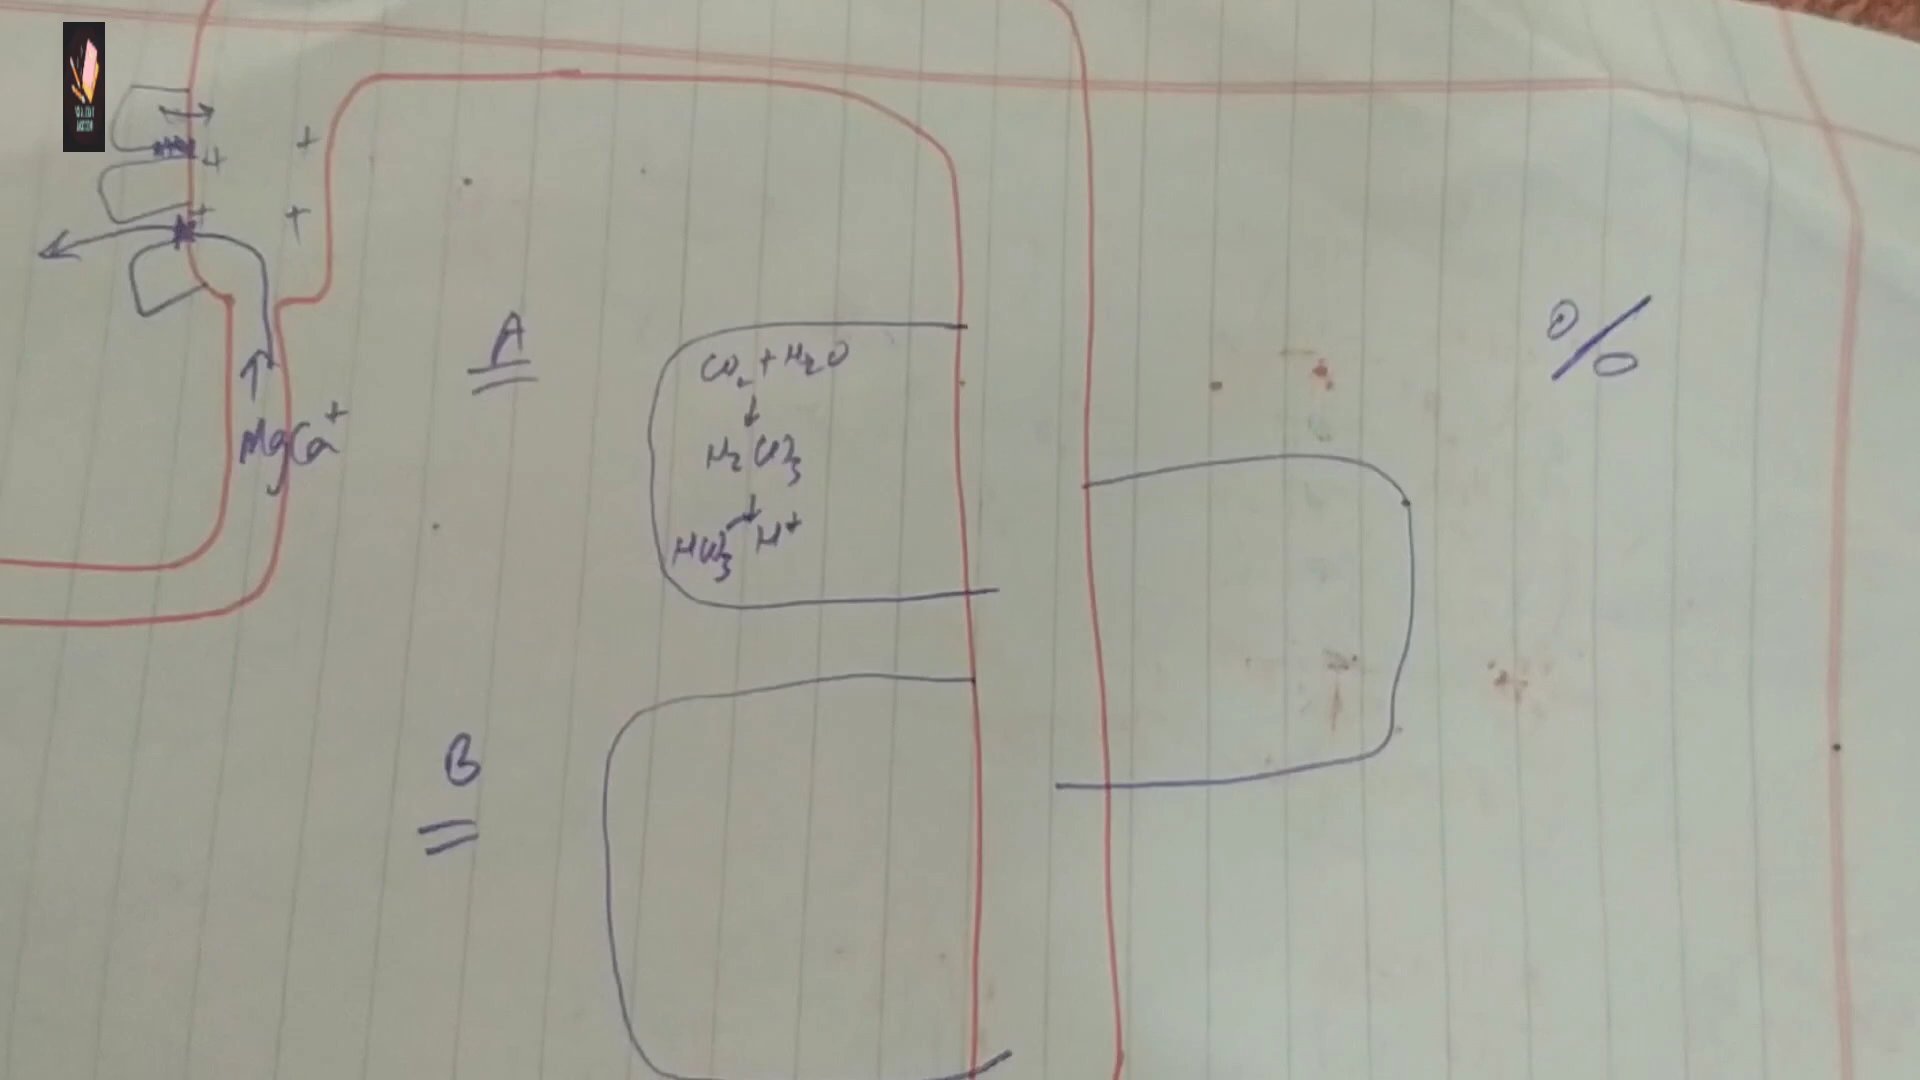 +
+
+
+
MgCa+
A
CO2 + H2O
↓
H2CO3
↓
HCO3 H+
B
%